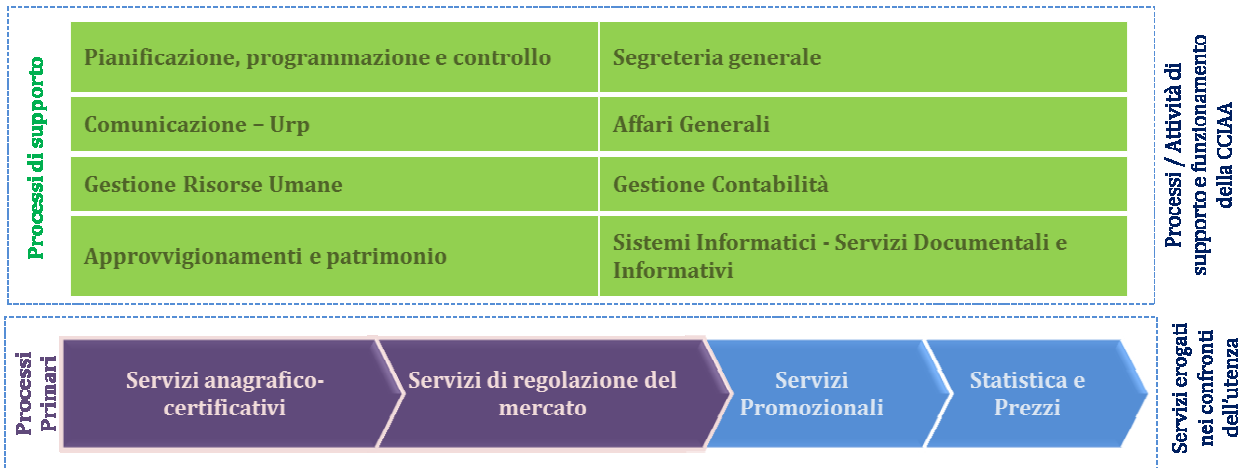 Processi di supporto
Pianificazione, programmazione e controllo
Segreteria generale
Comunicazione – Urp
Affari Generali
Gestione Risorse Umane
Gestione Contabilità
Approvvigionamenti e patrimonio
Sistemi Informatici - Servizi Documentali e
Informativi
Processi / Attività di
supporto e funzionamento
della CCIAA
Processi
Primari
Servizi anagrafico-
certificativi
Servizi di regolazione del
mercato
Servizi
Promozionali
Statistica e
Prezzi
Servizi erogati
nei confronti
dell'utenza